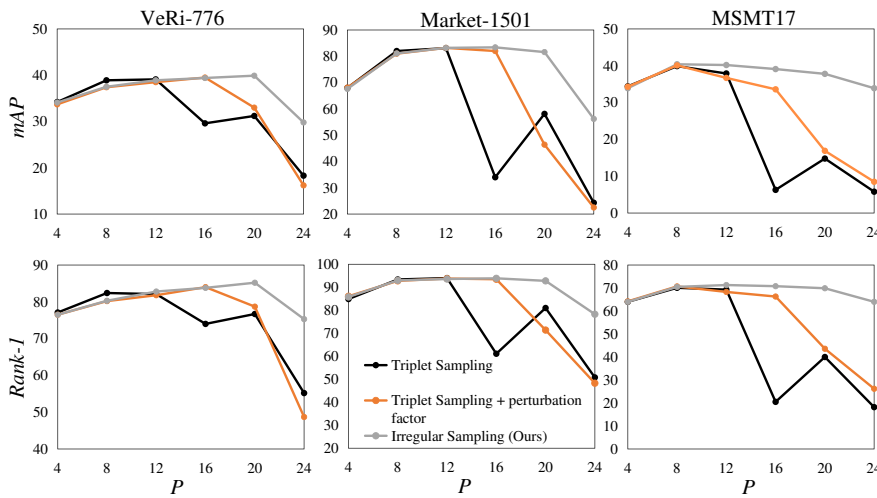 VeRi-776 Market-1501 MSMT17
mAP
50
40
30
20
10
4 8 12 16 20 24
90
80
70
60
50
40
30
20
4 8 12 16 20 24
50
40
30
20
10
0
4 8 12 16 20 24
Rank-1
90
80
70
60
50
40
4 8 12 16 20 24
P
100
90
80
70
60
50
40
30
20
4 8 12 16 20 24
P
Triplet Sampling
Triplet Sampling + perturbation
factor
Irregular Sampling (Ours)
80
70
60
50
40
30
20
10
0
4 8 12 16 20 24
P